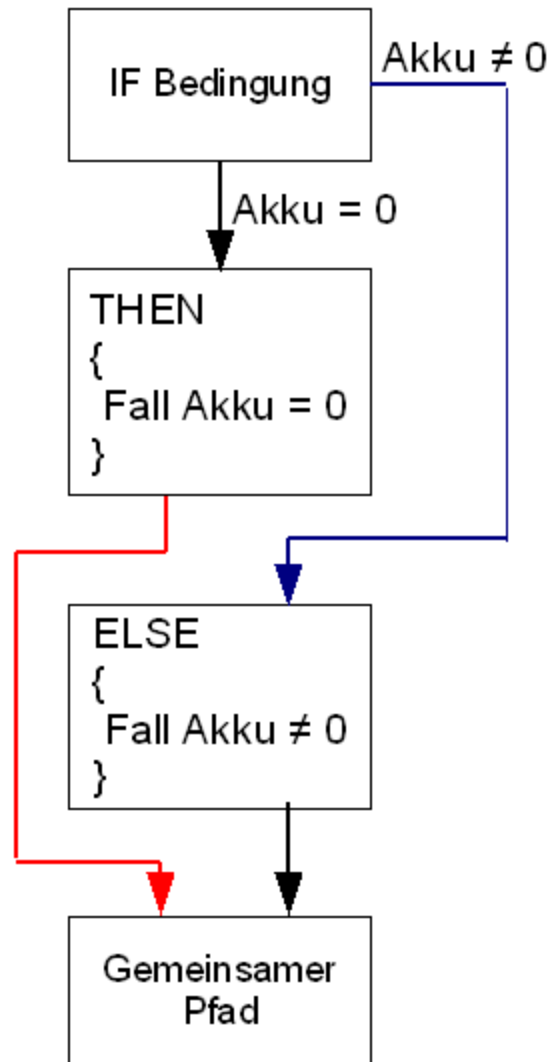 IF Bedingung
Akku ≠ 0
Akku = 0
THEN
{
Fall Akku = 0
}
ELSE
{
Fall Akku ≠ 0
}
Gemeinsamer
Pfad